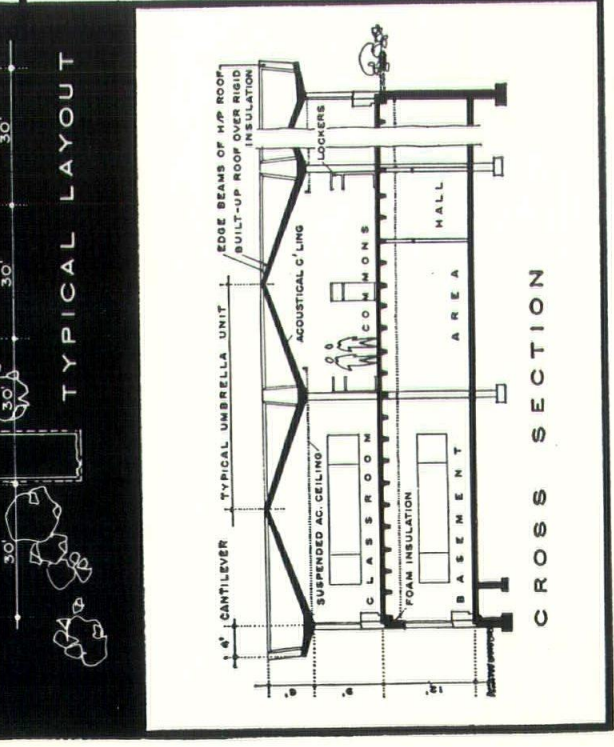 30'
30'
30'
30'
TYPICAL LAYOUT
EDGE BEAMS OF H/P ROOF
BUILT-UP ROOF OVER RIGID
INSULATION
TYPICAL UMBRELLA UNIT
4' CANTILEVER
ACOUSTICAL C'LING
LOCKERS
SUSPENDED AC. CEILING
CLASSROOM
COMMONS
FOAM INSULATION
HALL
BASEMENT
AREA
CROSS SECTION